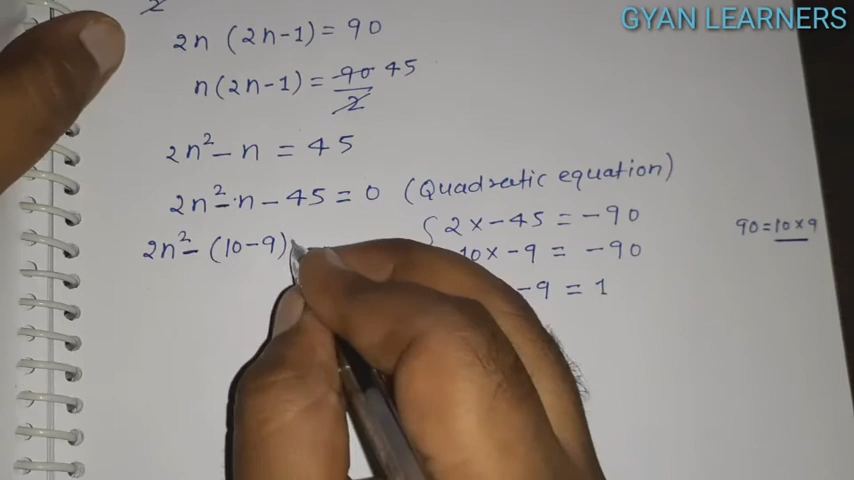 GYAN LEARNERS
2
2n (2n-1) = 90
n(2n-1) = 90/2 45
2n² - n = 45
2n² - n - 45 = 0 (Quadratic equation)
2 x -45 = -90
90 = 10 x 9
2n² - (10-9)
10 x -9 = -90
-9 = 1